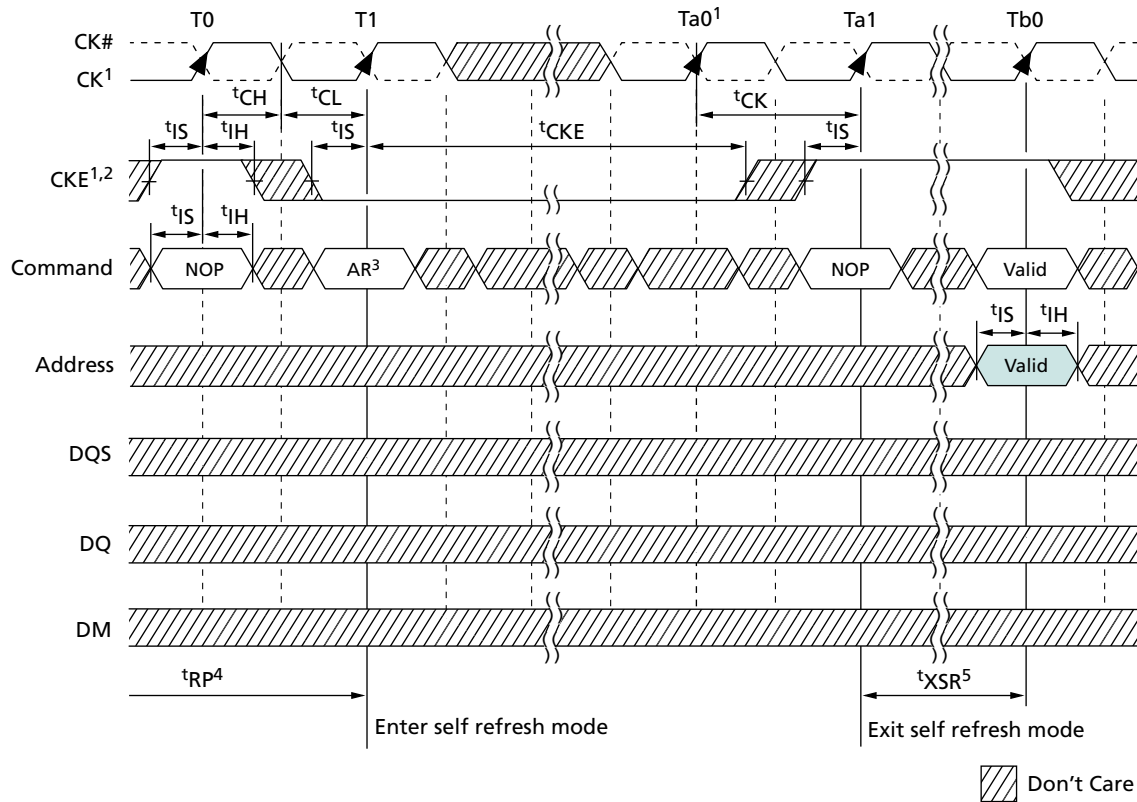 T0 T1 Ta0¹ Ta1 Tb0
CK#
CK¹
tCH tCL tCK
tIS tIH tIS tCKE tIS
CKE¹,²
tIS tIH
Command NOP AR³ NOP Valid
tIS tIH
Address Valid
DQS
DQ
DM
tRP⁴ tXSR⁵
Enter self refresh mode Exit self refresh mode
Don't Care